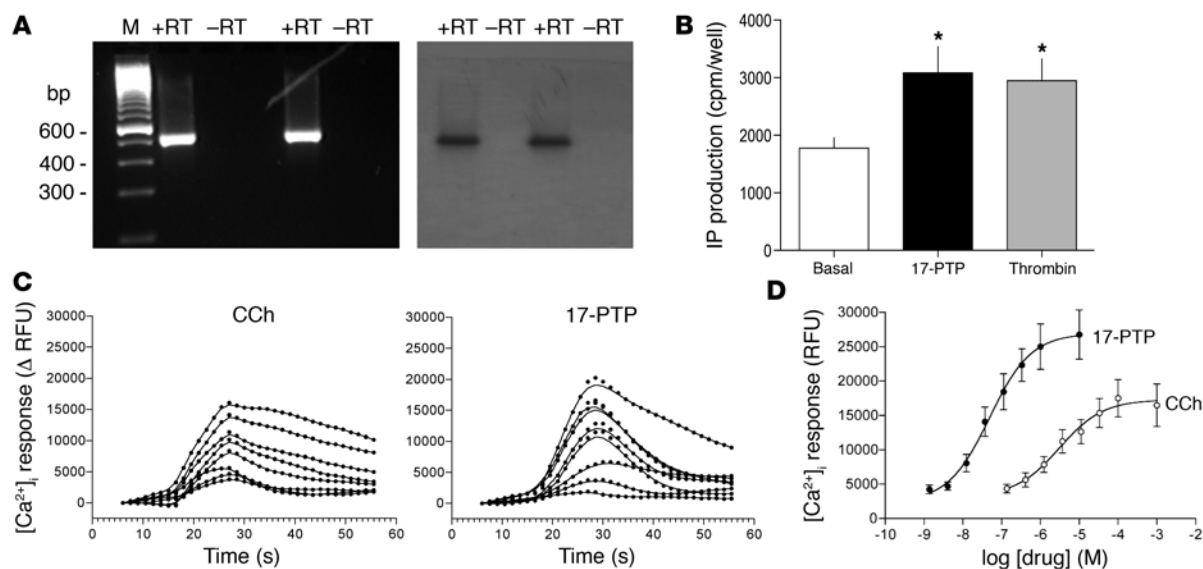 A
M +RT –RT +RT –RT
bp
600 -
400 -
300 -
+RT –RT +RT –RT
B
IP production (cpm/well)
4000
3000
2000
1000
0
* *
Basal 17-PTP Thrombin
C
CCh
[Ca²⁺]ᵢ response (Δ RFU)
30000
25000
20000
15000
10000
5000
0
0 10 20 30 40 50 60
Time (s)
17-PTP
30000
25000
20000
15000
10000
5000
0
0 10 20 30 40 50 60
Time (s)
D
[Ca²⁺]ᵢ response (RFU)
30000
25000
20000
15000
10000
5000
0
17-PTP
CCh
-10 -9 -8 -7 -6 -5 -4 -3 -2
log [drug] (M)